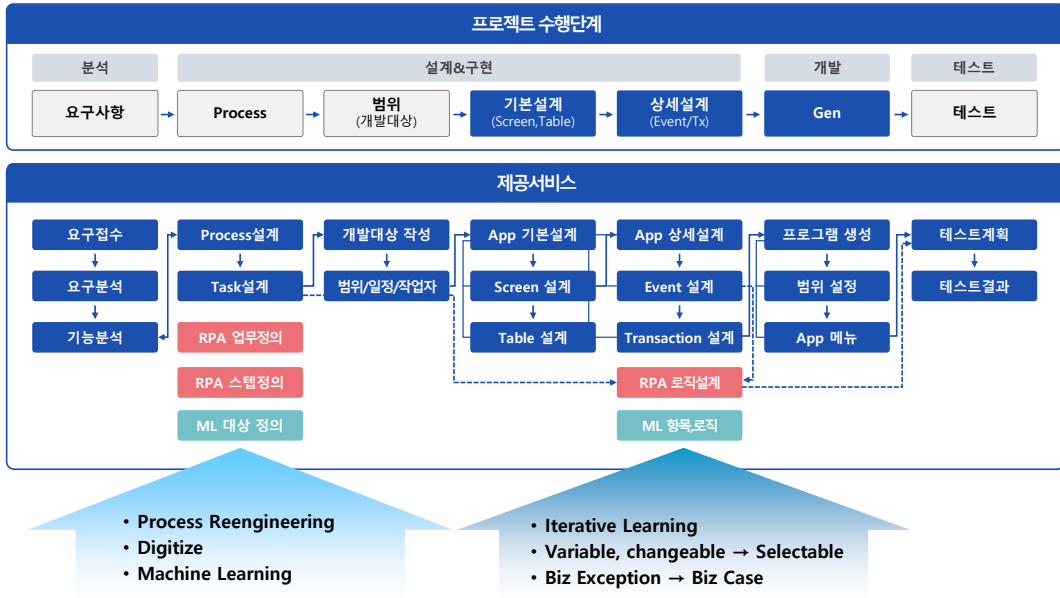 프로젝트 수행단계
분석
설계&구현
개발
테스트
요구사항
Process
범위
(개발대상)
기본설계
(Screen,Table)
상세설계
(Event/Tx)
Gen
테스트
제공서비스
요구접수
Process설계
개발대상 작성
App 기본설계
App 상세설계
프로그램 생성
테스트계획
요구분석
Task설계
범위/일정/작업자
Screen 설계
Event 설계
범위 설정
테스트결과
기능분석
RPA 업무정의
Table 설계
Transaction 설계
App 메뉴
RPA 스텝정의
RPA 로직설계
ML 대상 정의
ML 항목,로직
• Process Reengineering
• Digitize
• Machine Learning
• Iterative Learning
• Variable, changeable → Selectable
• Biz Exception → Biz Case